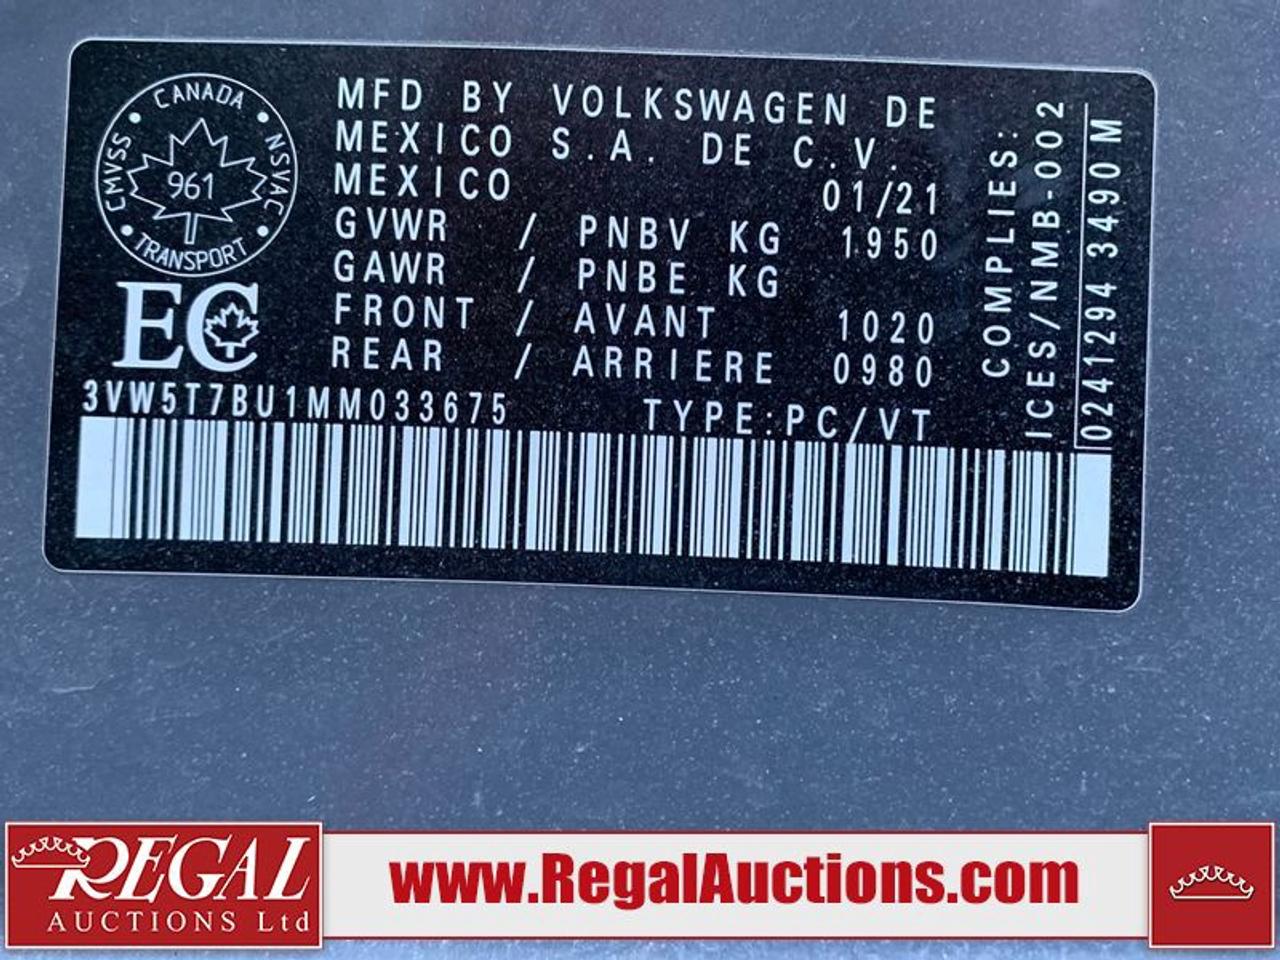 CANADA
CMVSS
NSVAC
961
TRANSPORT
EC
MFD BY VOLKSWAGEN DE
MEXICO S.A. DE C.V.
MEXICO 01/21
GVWR / PNBV KG 1950
GAWR / PNBE KG
FRONT / AVANT 1020
REAR / ARRIERE 0980
3VW5T7BU1MM033675 TYPE:PC/VT
COMPLIES:
ICES/NMB-002
0241294 3490 M
REGAL
AUCTIONS Ltd
www.RegalAuctions.com